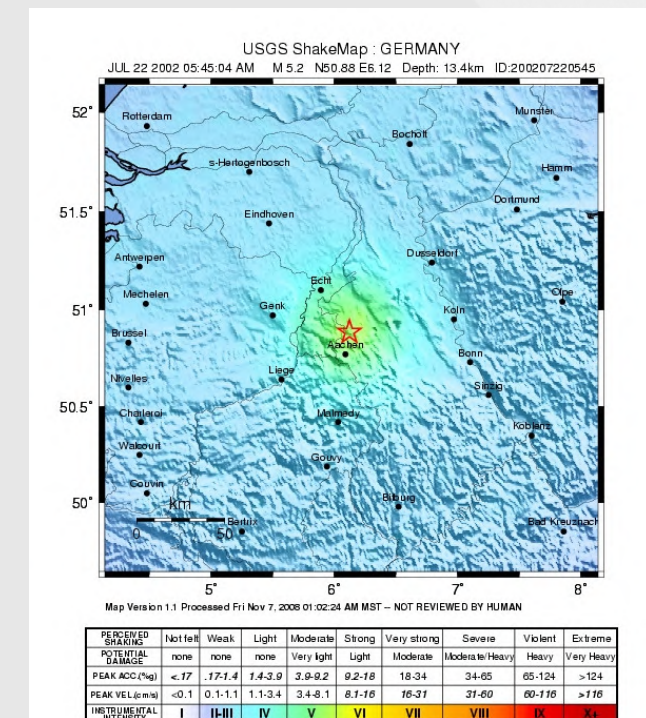 USGS ShakeMap : GERMANY
JUL 22 2002 05:45:04 AM M 5.2 N50.88 E6.12 Depth: 13.4km ID:200207220545
52°
Rotterdam
Munster
Bocholt
s-Hertogenbosch
Hamm
Dortmund
51.5°
Eindhoven
Antwerpen
Dusseldorf
Echt
Olpe
Mechelen
51°
Genk
Koln
Brussel
Aachen
Bonn
Liege
Nivelles
Sinzig
50.5°
Charleroi
Malmedy
Koblenz
Walcourt
Gouvy
Couvin
50°
km
Bitburg
0 50
Bertrix
Bad Kreuznach
5° 6° 7° 8°
Map Version 1.1 Processed Fri Nov 7, 2008 01:02:24 AM MST -- NOT REVIEWED BY HUMAN
PERCEIVED SHAKING Not felt Weak Light Moderate Strong Very strong Severe Violent Extreme
POTENTIAL DAMAGE none none none Very light Light Moderate Moderate/Heavy Heavy Very Heavy
PEAK ACC.(%g) <.17 .17-1.4 1.4-3.9 3.9-9.2 9.2-18 18-34 34-65 65-124 >124
PEAK VEL.(cm/s) <0.1 0.1-1.1 1.1-3.4 3.4-8.1 8.1-16 16-31 31-60 60-116 >116
INSTRUMENTAL INTENSITY I II-III IV V VI VII VIII IX X+